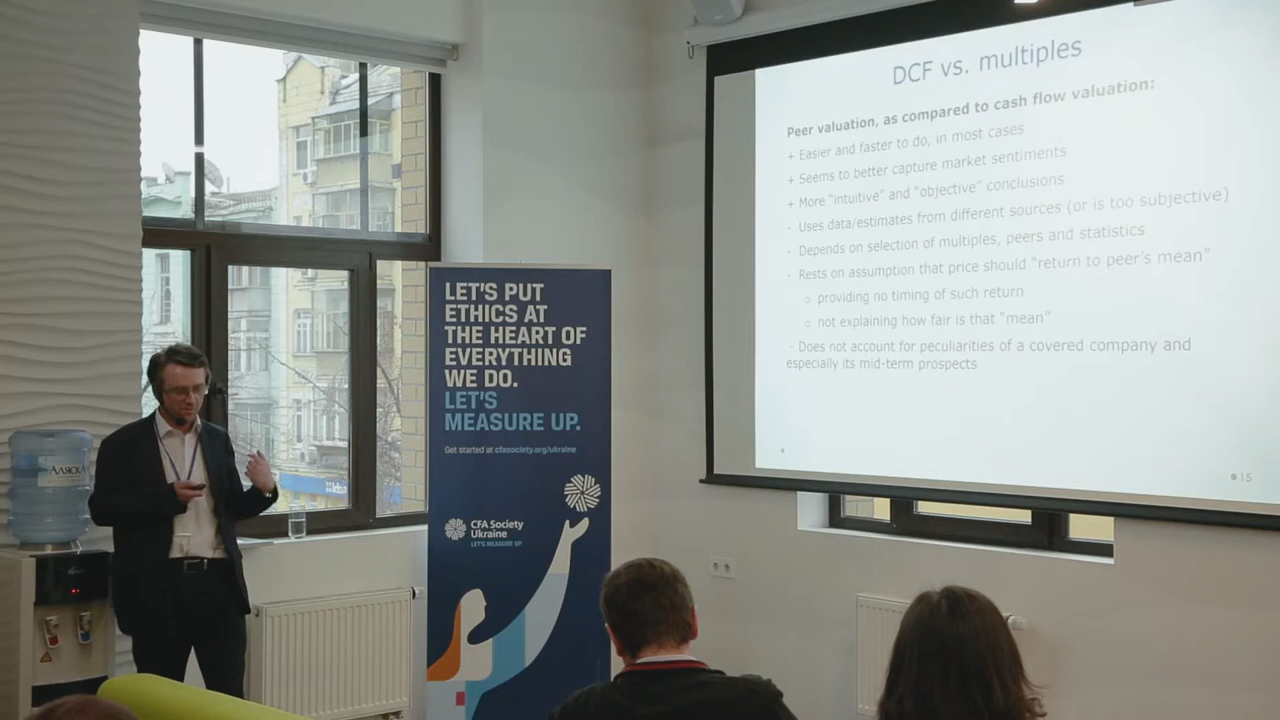 DCF vs. multiples
Peer valuation, as compared to cash flow valuation:
+ Easier and faster to do, in most cases
+ Seems to better capture market sentiments
+ More “intuitive” and “objective” conclusions
- Uses data/estimates from different sources (or is too subjective)
- Depends on selection of multiples, peers and statistics
- Rests on assumption that price should “return to peer’s mean”
○ providing no timing of such return
○ not explaining how fair is that “mean”
- Does not account for peculiarities of a covered company and
especially its mid-term prospects
15
LET'S PUT
ETHICS AT
THE HEART OF
EVERYTHING
WE DO.
LET'S
MEASURE UP.
Get started at cfasociety.org/ukraine
CFA Society
Ukraine
LET'S MEASURE UP
Аляска